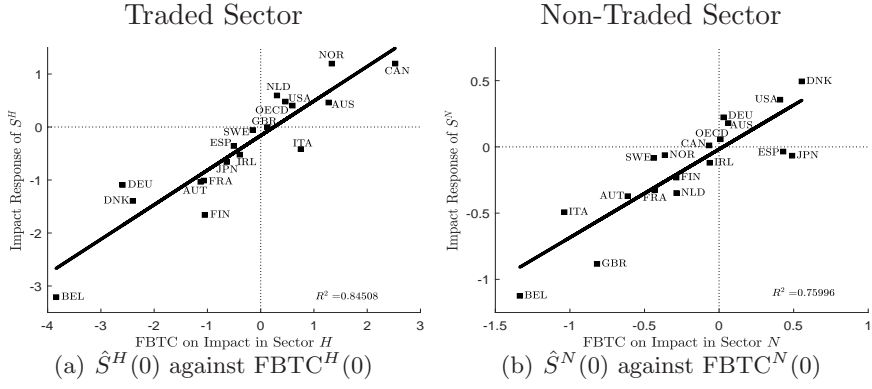 Traded Sector
Non-Traded Sector
Impact Response of S^H
1
0
-1
-2
-3
NOR
CAN
NLD
USA
OECD
AUS
GBR
SWE
ESP
ITA
IRL
JPN
FRA
AUT
DEU
DNK
FIN
BEL
R² =0.84508
-4 -3 -2 -1 0 1 2 3
FBTC on Impact in Sector H
(a) Ŝ^H(0) against FBTC^H(0)
Impact Response of S^N
0.5
0
-0.5
-1
DNK
USA
DEU
AUS
OECD
CAN
ESP
JPN
SWE
NOR
IRL
FIN
FRA
NLD
AUT
ITA
GBR
BEL
R² =0.75996
-1.5 -1 -0.5 0 0.5 1
FBTC on Impact in Sector N
(b) Ŝ^N(0) against FBTC^N(0)